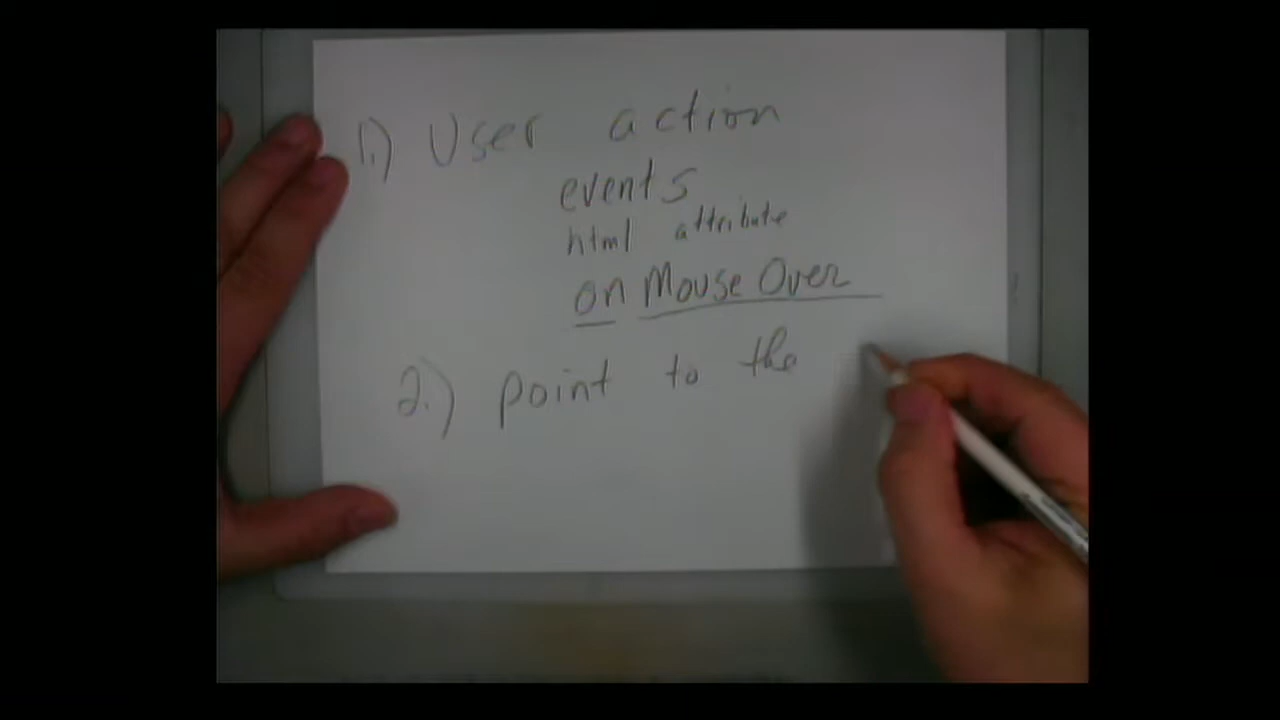 1.) User action
events
html attribute
on Mouse Over
2.) point to the